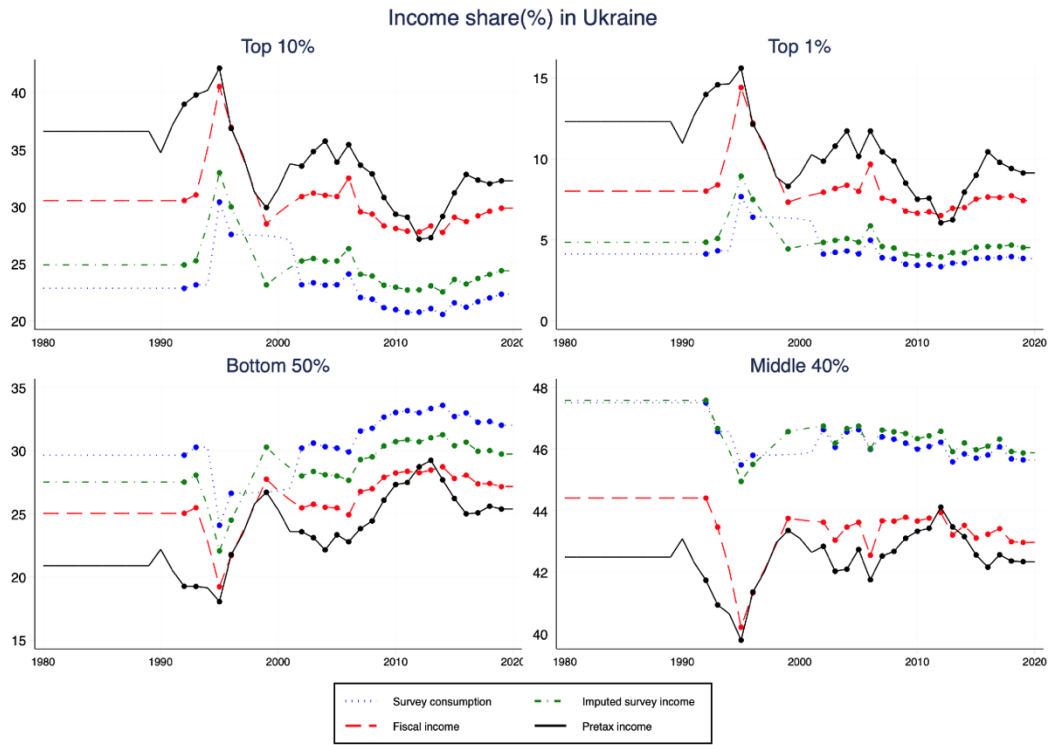 Income share(%) in Ukraine
Top 10%
Top 1%
40
35
30
25
20
1980 1990 2000 2010 2020
15
10
5
0
1980 1990 2000 2010 2020
Bottom 50%
Middle 40%
35
30
25
20
15
1980 1990 2000 2010 2020
48
46
44
42
40
1980 1990 2000 2010 2020
Survey consumption Imputed survey income
Fiscal income Pretax income